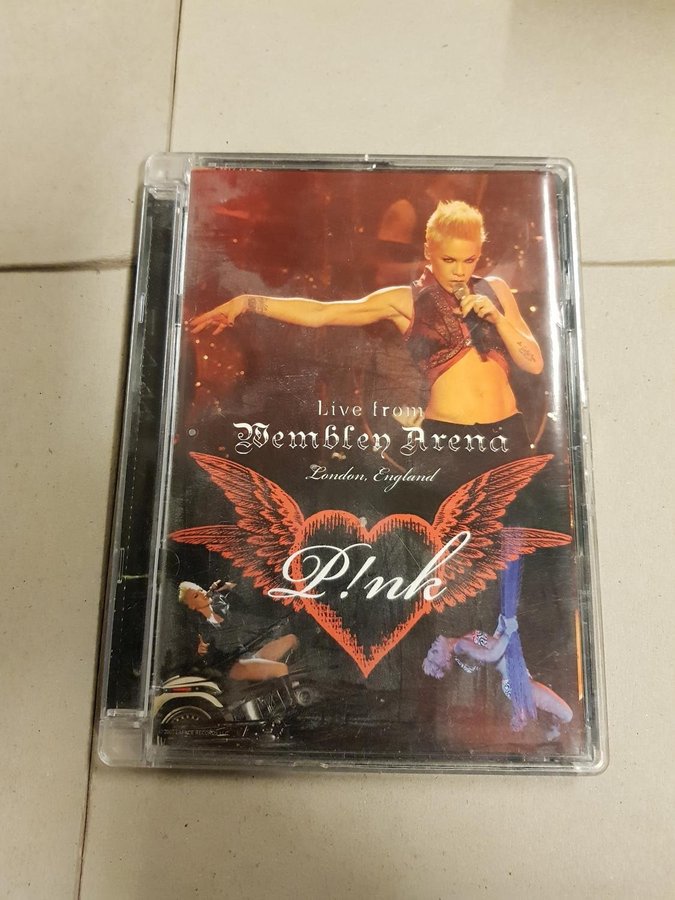 Live from
Wembley Arena
London, England
P!nk